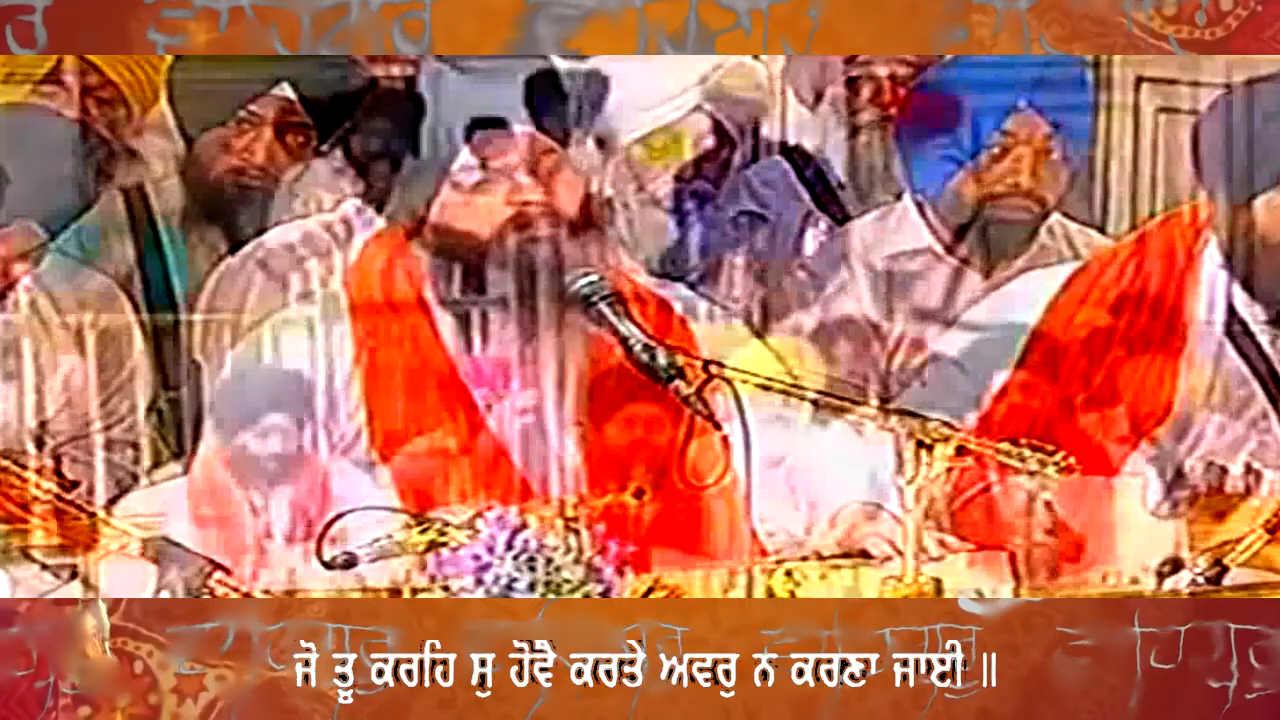 ਜੋ ਤੂ ਕਰਹਿ ਸੁ ਹੋਵੈ ਕਰਤੇ ਅਵਰੁ ਨ ਕਰਣਾ ਜਾਈ ॥